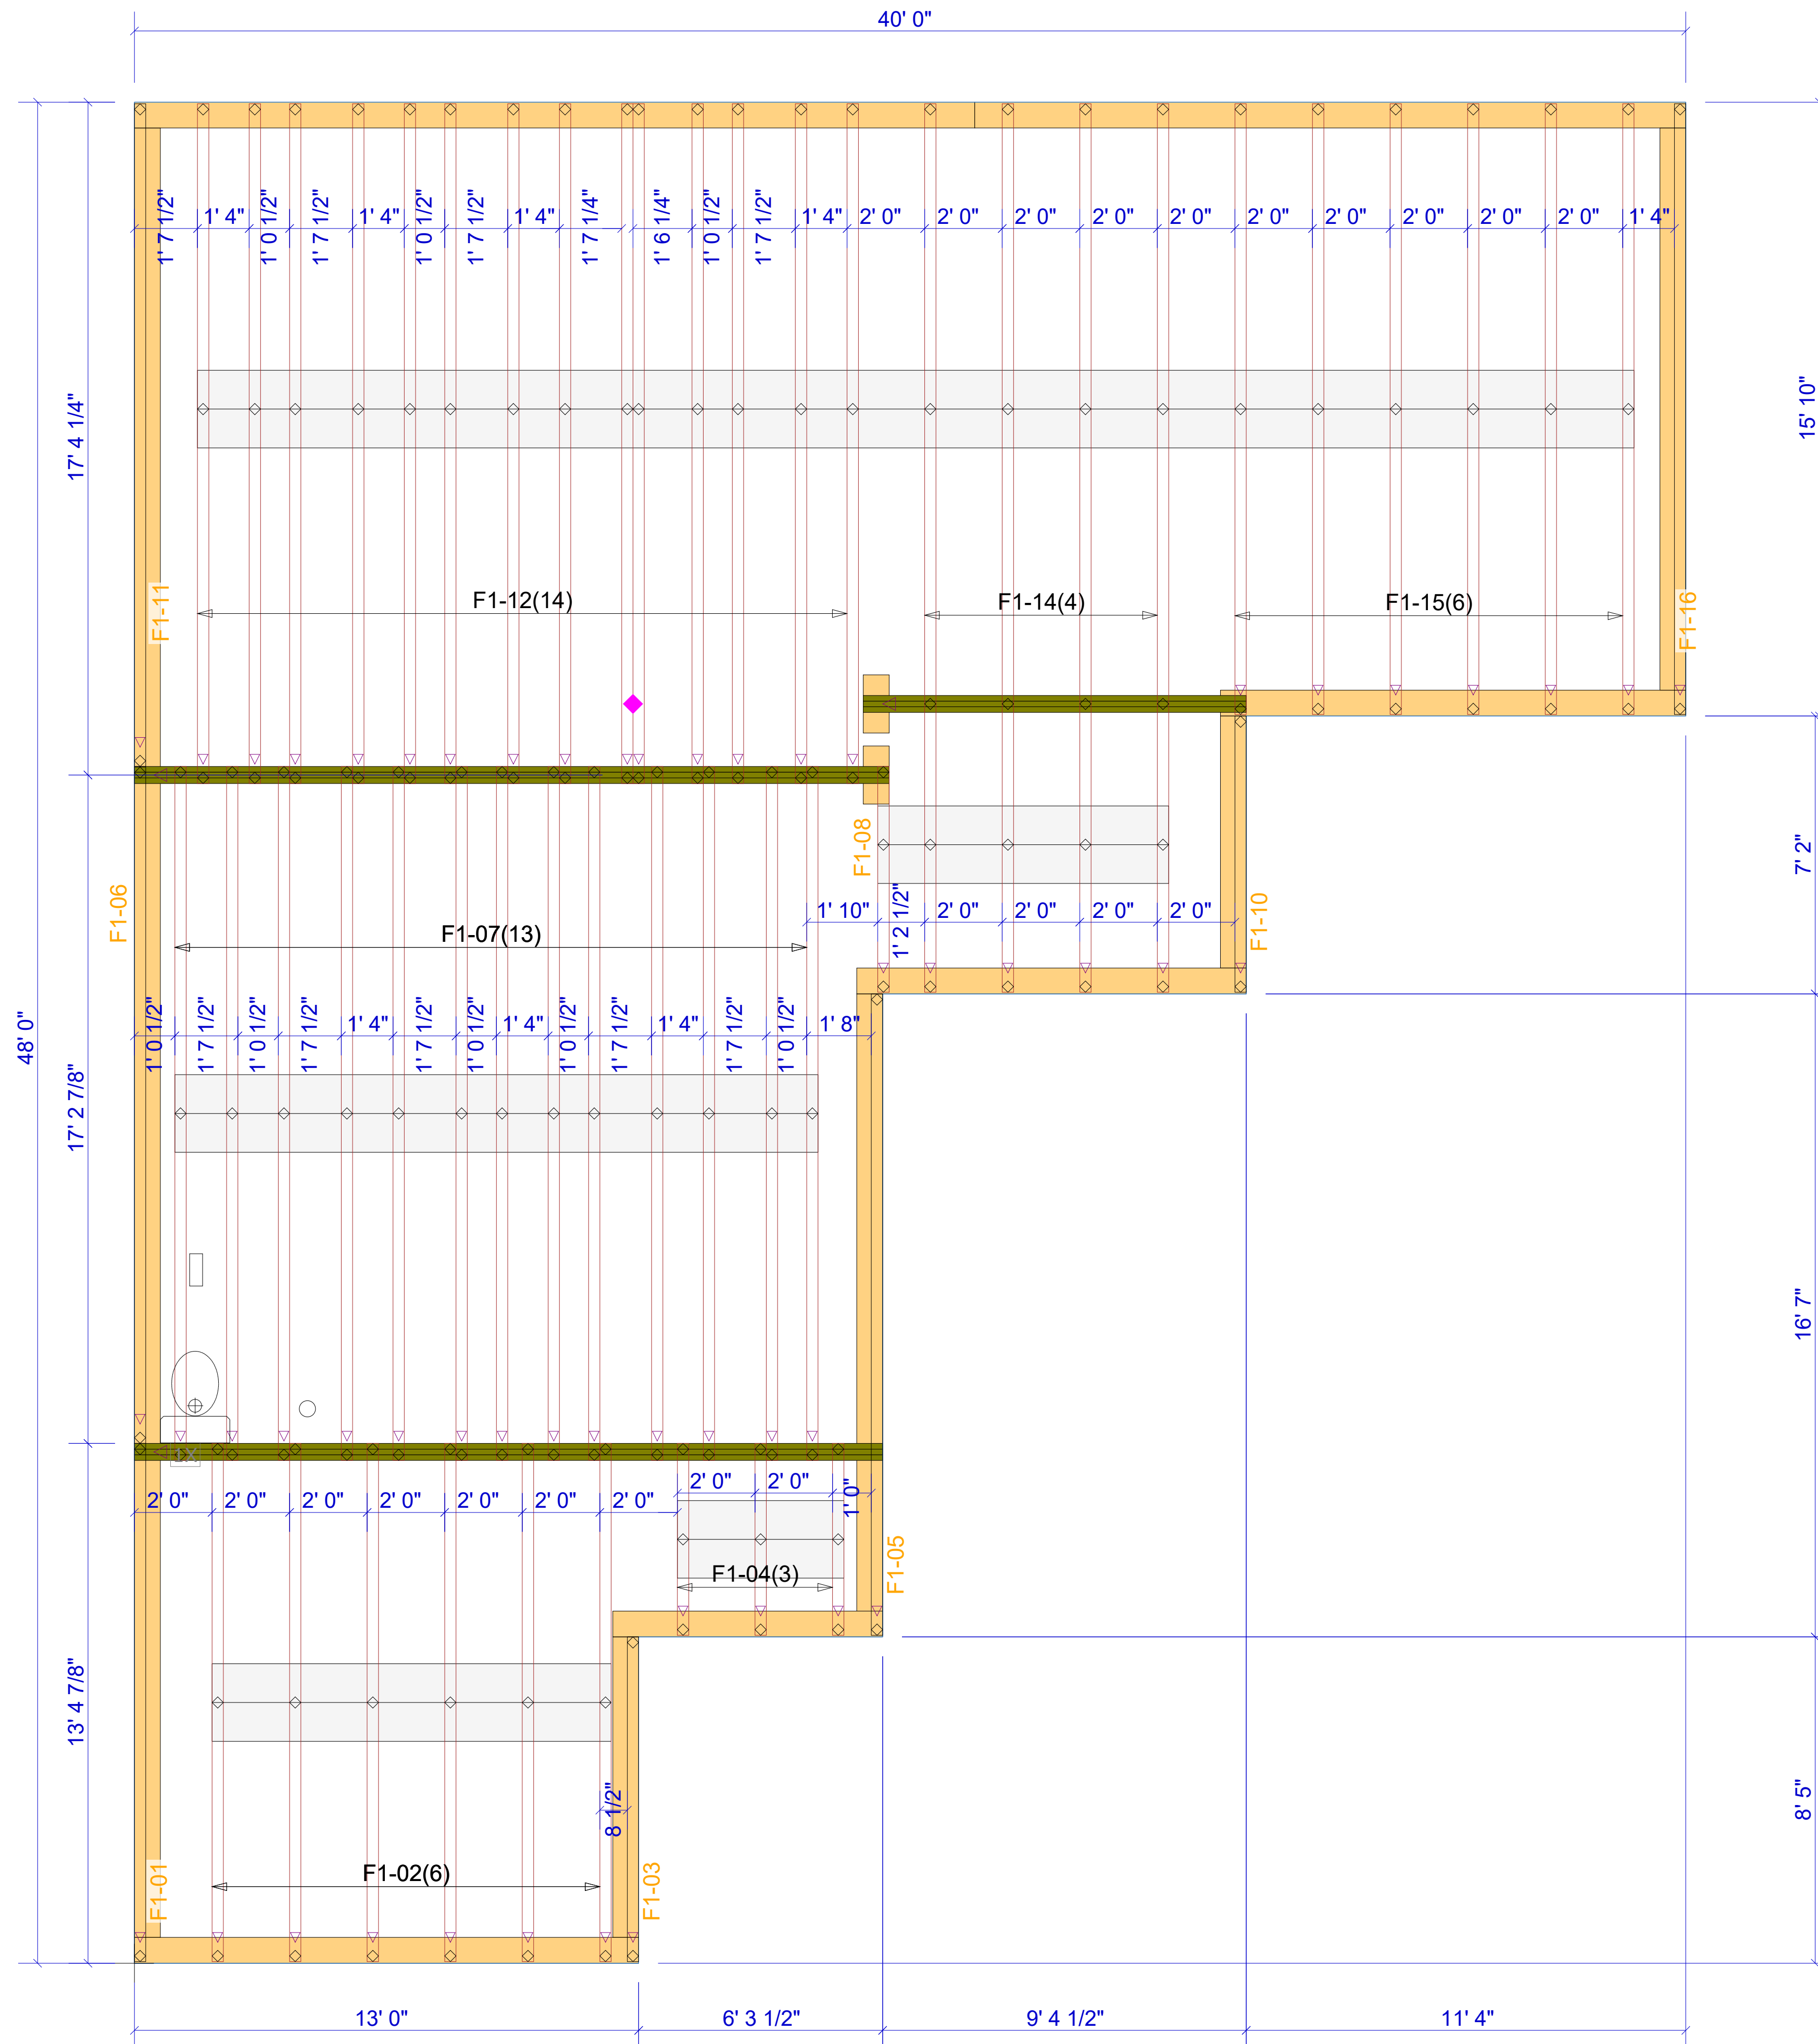 40' 0"
1' 7 1/2"
1' 4"
1' 0 1/2"
1' 7 1/2"
1' 4"
1' 0 1/2"
1' 7 1/2"
1' 4"
1' 7 1/4"
1' 6 1/4"
1' 0 1/2"
1' 7 1/2"
1' 4"
2' 0"
2' 0"
2' 0"
2' 0"
2' 0"
2' 0"
2' 0"
2' 0"
2' 0"
2' 0"
1' 4"
17' 4 1/4"
15' 10"
F1-11
F1-12(14)
F1-14(4)
F1-15(6)
F1-16
F1-08
7' 2"
F1-06
1' 10"
1' 2 1/2"
2' 0"
2' 0"
2' 0"
2' 0"
F1-10
F1-07(13)
48' 0"
1' 0 1/2"
1' 7 1/2"
1' 0 1/2"
1' 7 1/2"
1' 4"
1' 7 1/2"
1' 0 1/2"
1' 4"
1' 0 1/2"
1' 7 1/2"
1' 4"
1' 7 1/2"
1' 0 1/2"
1' 8"
17' 2 7/8"
16' 7"
1X
2' 0"
2' 0"
2' 0"
2' 0"
2' 0"
2' 0"
2' 0"
2' 0"
2' 0"
1' 0"
F1-04(3)
F1-05
13' 4 7/8"
8' 5"
8 1/2"
F1-01
F1-02(6)
F1-03
13' 0"
6' 3 1/2"
9' 4 1/2"
11' 4"